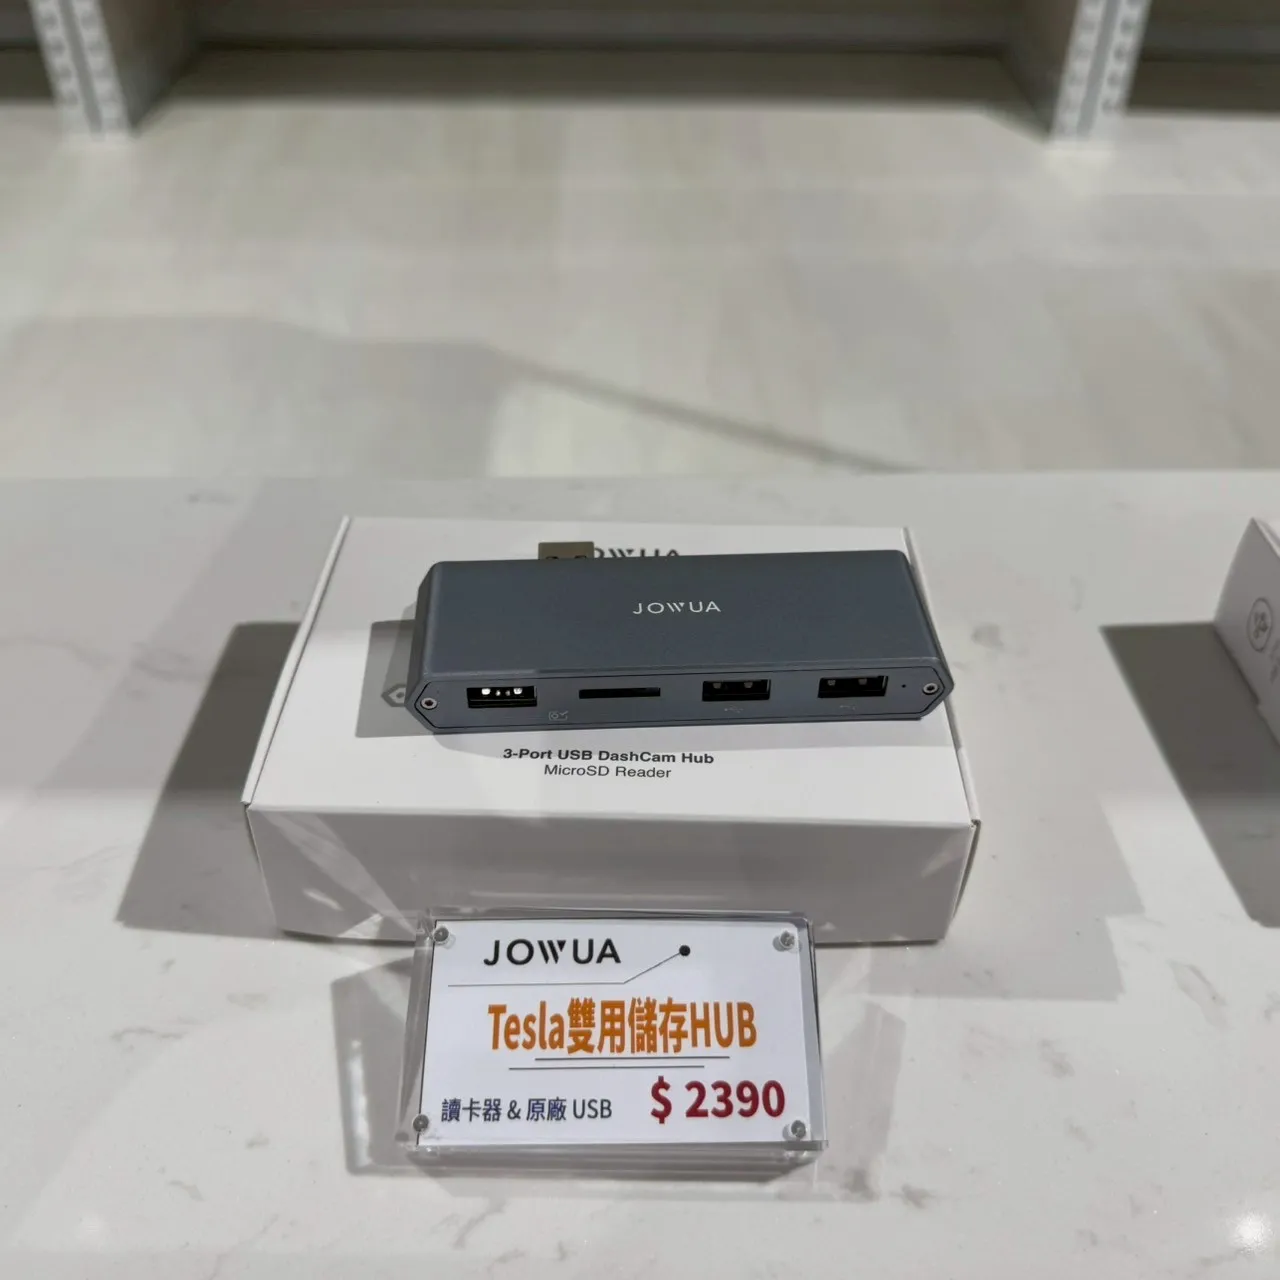 JOWUA
JOWUA
3-Port USB DashCam Hub
MicroSD Reader
JOWUA
Tesla雙用儲存HUB
讀卡器 & 原廠 USB
$ 2390